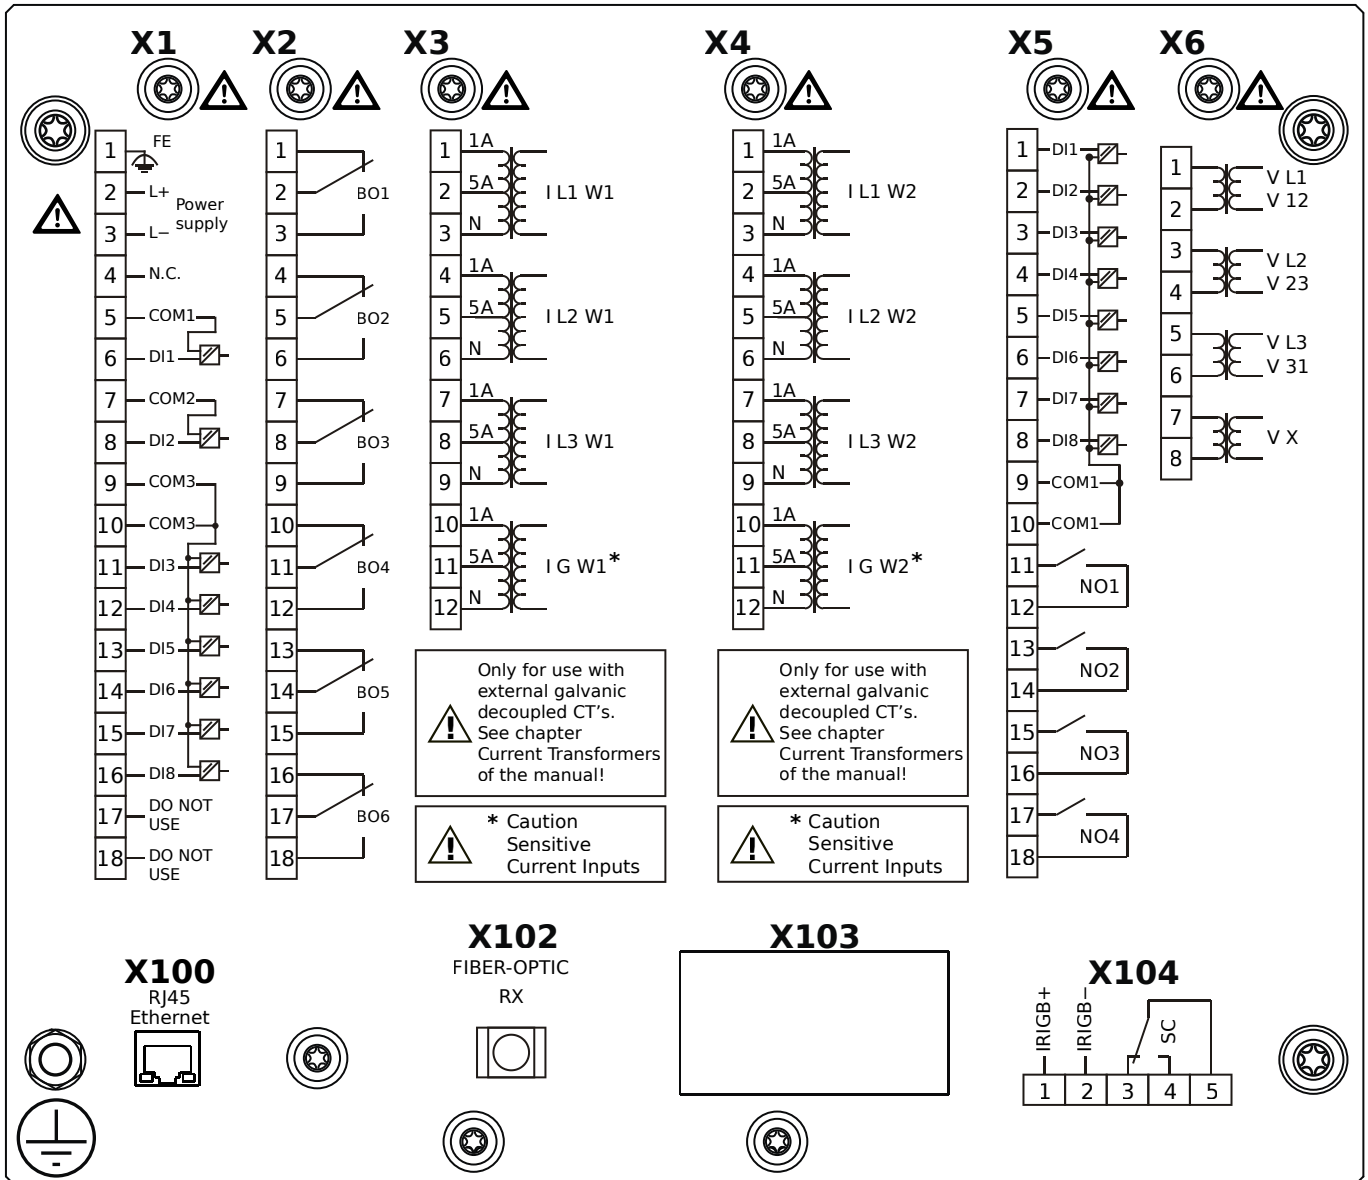 X1
X2
X3
X4
X5
X6
1 FE
2 L+
Power
supply
3 L−
4 N.C.
5 COM1
6 DI1
7 COM2
8 DI2
9 COM3
10 COM3
11 DI3
12 DI4
13 DI5
14 DI6
15 DI7
16 DI8
17 DO NOT
USE
18 DO NOT
USE
1
2 BO1
3
4
5 BO2
6
7
8 BO3
9
10
11 BO4
12
13
14 BO5
15
16
17 BO6
18
1 1A
2 5A I L1 W1
3 N
4 1A
5 5A I L2 W1
6 N
7 1A
8 5A I L3 W1
9 N
10 1A
11 5A I G W1*
12 N
Only for use with
external galvanic
decoupled CT's.
See chapter
Current Transformers
of the manual!
* Caution
Sensitive
Current Inputs
1 1A
2 5A I L1 W2
3 N
4 1A
5 5A I L2 W2
6 N
7 1A
8 5A I L3 W2
9 N
10 1A
11 5A I G W2*
12 N
Only for use with
external galvanic
decoupled CT's.
See chapter
Current Transformers
of the manual!
* Caution
Sensitive
Current Inputs
1 DI1
2 DI2
3 DI3
4 DI4
5 DI5
6 DI6
7 DI7
8 DI8
9 COM1
10 COM1
11
NO1
12
13
NO2
14
15
NO3
16
17
NO4
18
1 V L1
2 V 12
3 V L2
4 V 23
5 V L3
6 V 31
7
V X
8
X100
RJ45
Ethernet
X102
FIBER-OPTIC
RX
X103
X104
IRIGB+
IRIGB−
SC
1 2 3 4 5